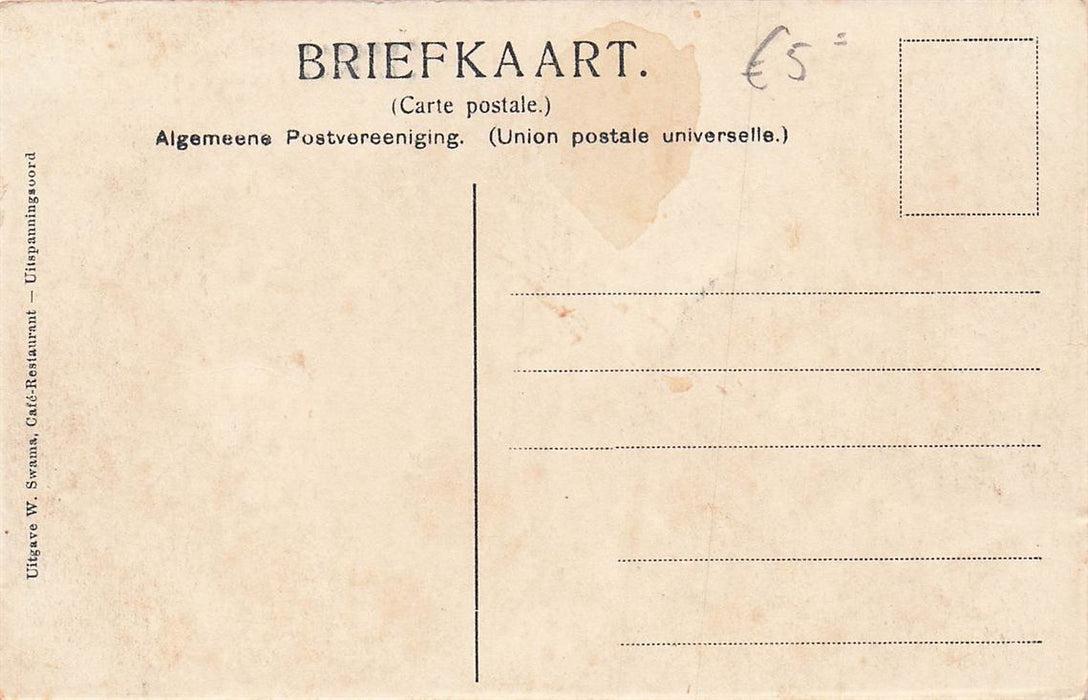 BRIEFKAART.
(Carte postale.)
Algemeene Postvereeniging. (Union postale universelle.)
€5=
Uitgave W. Swama, Café-Restaurant — Uitspanningsoord